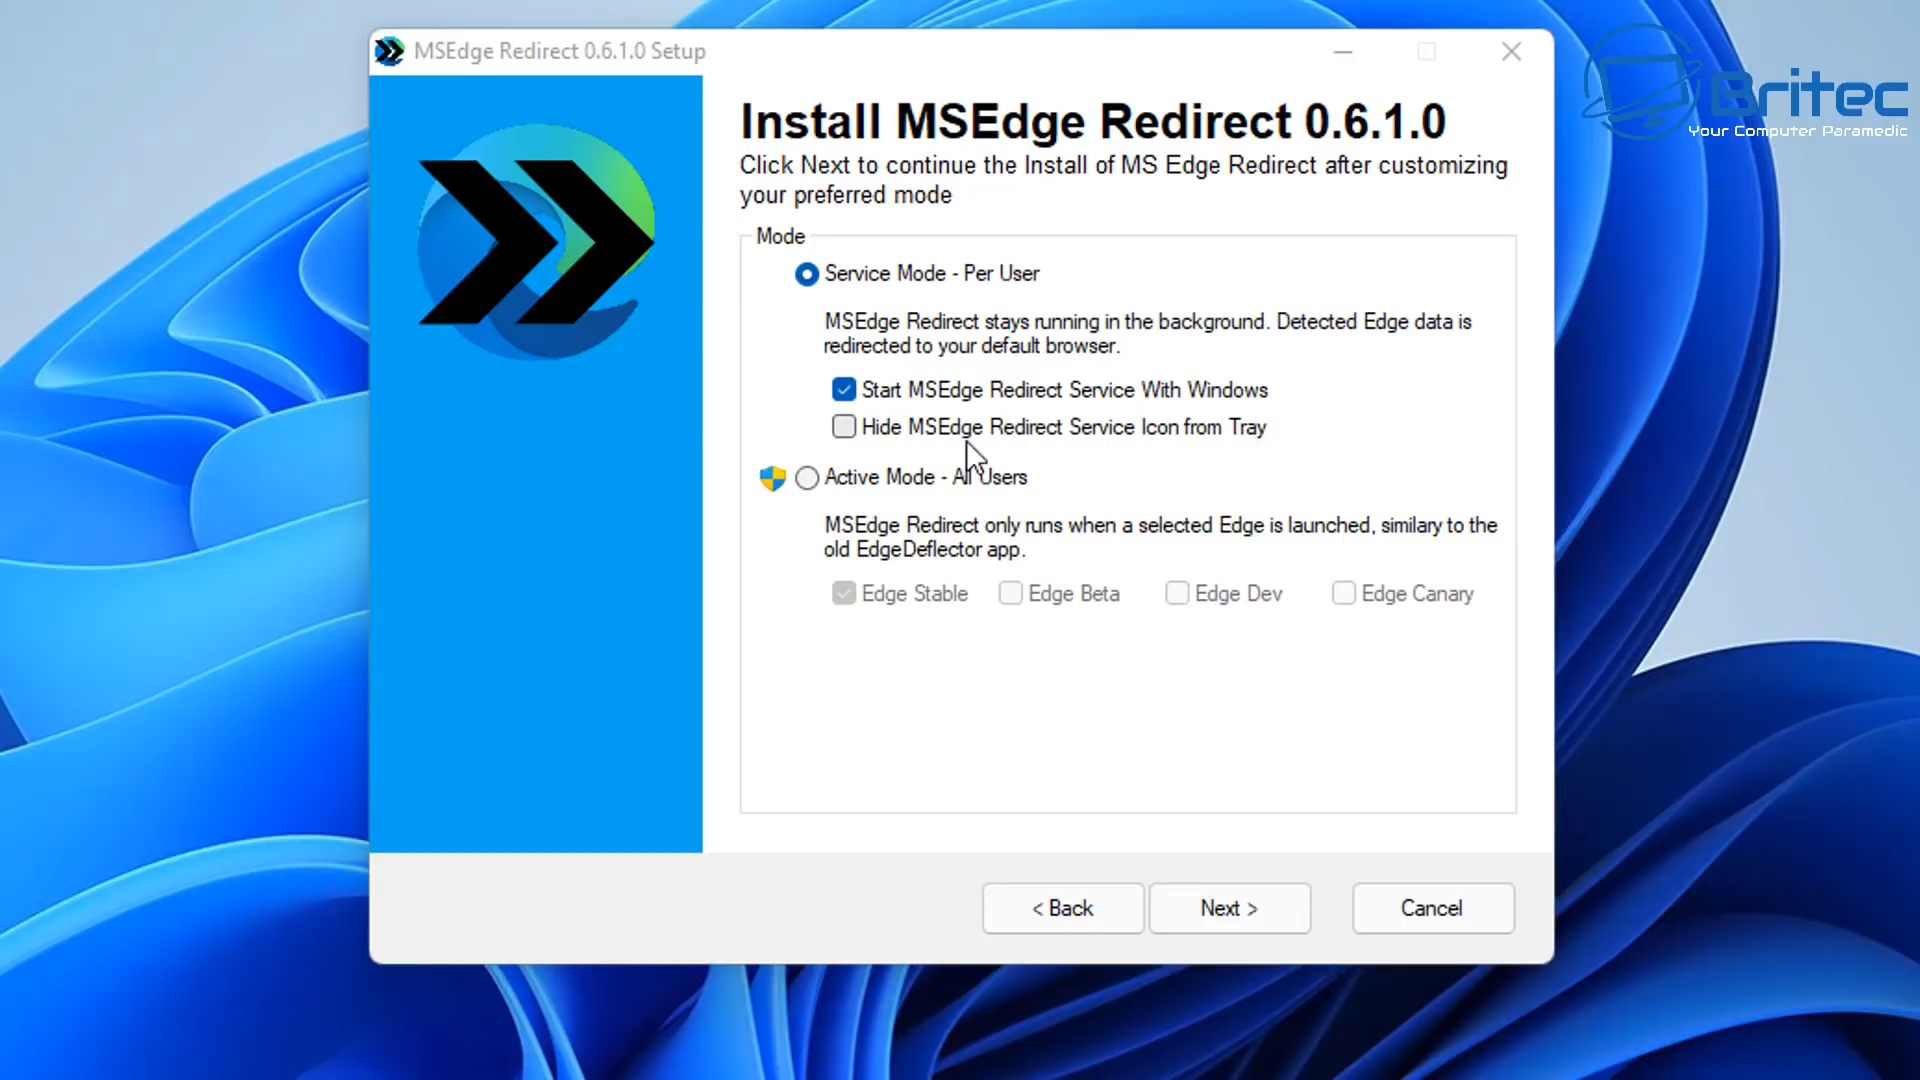 MSEdge Redirect 0.6.1.0 Setup
Britec
Your Computer Paramedic
Install MSEdge Redirect 0.6.1.0
Click Next to continue the Install of MS Edge Redirect after customizing
your preferred mode
Mode
Service Mode - Per User
MSEdge Redirect stays running in the background. Detected Edge data is
redirected to your default browser.
Start MSEdge Redirect Service With Windows
Hide MSEdge Redirect Service Icon from Tray
Active Mode - All Users
MSEdge Redirect only runs when a selected Edge is launched, similary to the
old EdgeDeflector app.
Edge Stable Edge Beta Edge Dev Edge Canary
< Back Next > Cancel